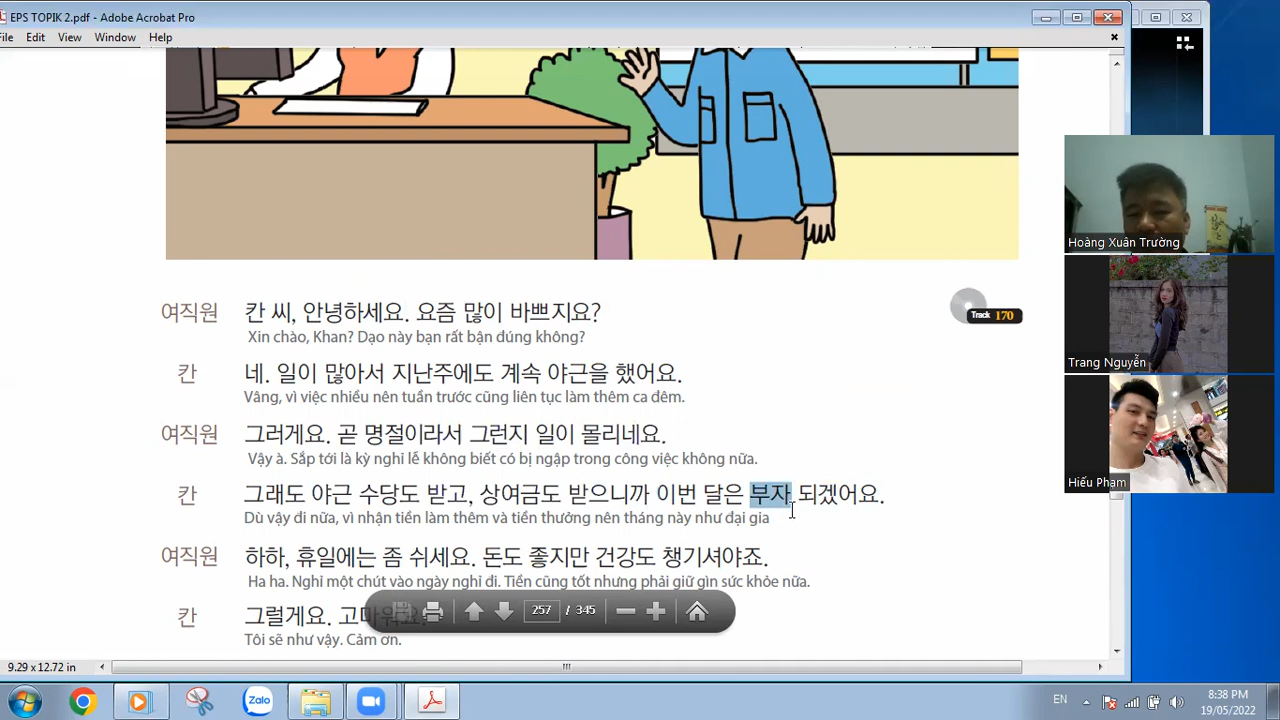 EPS TOPIK 2.pdf - Adobe Acrobat Pro
File Edit View Window Help
여직원 칸 씨, 안녕하세요. 요즘 많이 바쁘지요?
Xin chào, Khan? Dạo này bạn rất bận đúng không?
Track 170
칸 네. 일이 많아서 지난주에도 계속 야근을 했어요.
Vâng, vì việc nhiều nên tuần trước cũng liên tục làm thêm ca đêm.
여직원 그러게요. 곧 명절이라서 그런지 일이 몰리네요.
Vậy à. Sắp tới là kỳ nghỉ lễ không biết có bị ngập trong công việc không nữa.
칸 그래도 야근 수당도 받고, 상여금도 받으니까 이번 달은 부자 되겠어요.
Dù vậy đi nữa, vì nhận tiền làm thêm và tiền thưởng nên tháng này như đại gia
여직원 하하, 휴일에는 좀 쉬세요. 돈도 좋지만 건강도 챙기셔야죠.
Ha ha. Nghỉ một chút vào ngày nghỉ đi. Tiền cũng tốt nhưng phải giữ gìn sức khỏe nữa.
칸 그럴게요. 고마워요.
Tôi sẽ như vậy. Cảm ơn.
257 / 345
9.29 x 12.72 in
Hoàng Xuân Trường
Trang Nguyễn
Hiếu Phạm
Zalo
EN
8:38 PM
19/05/2022